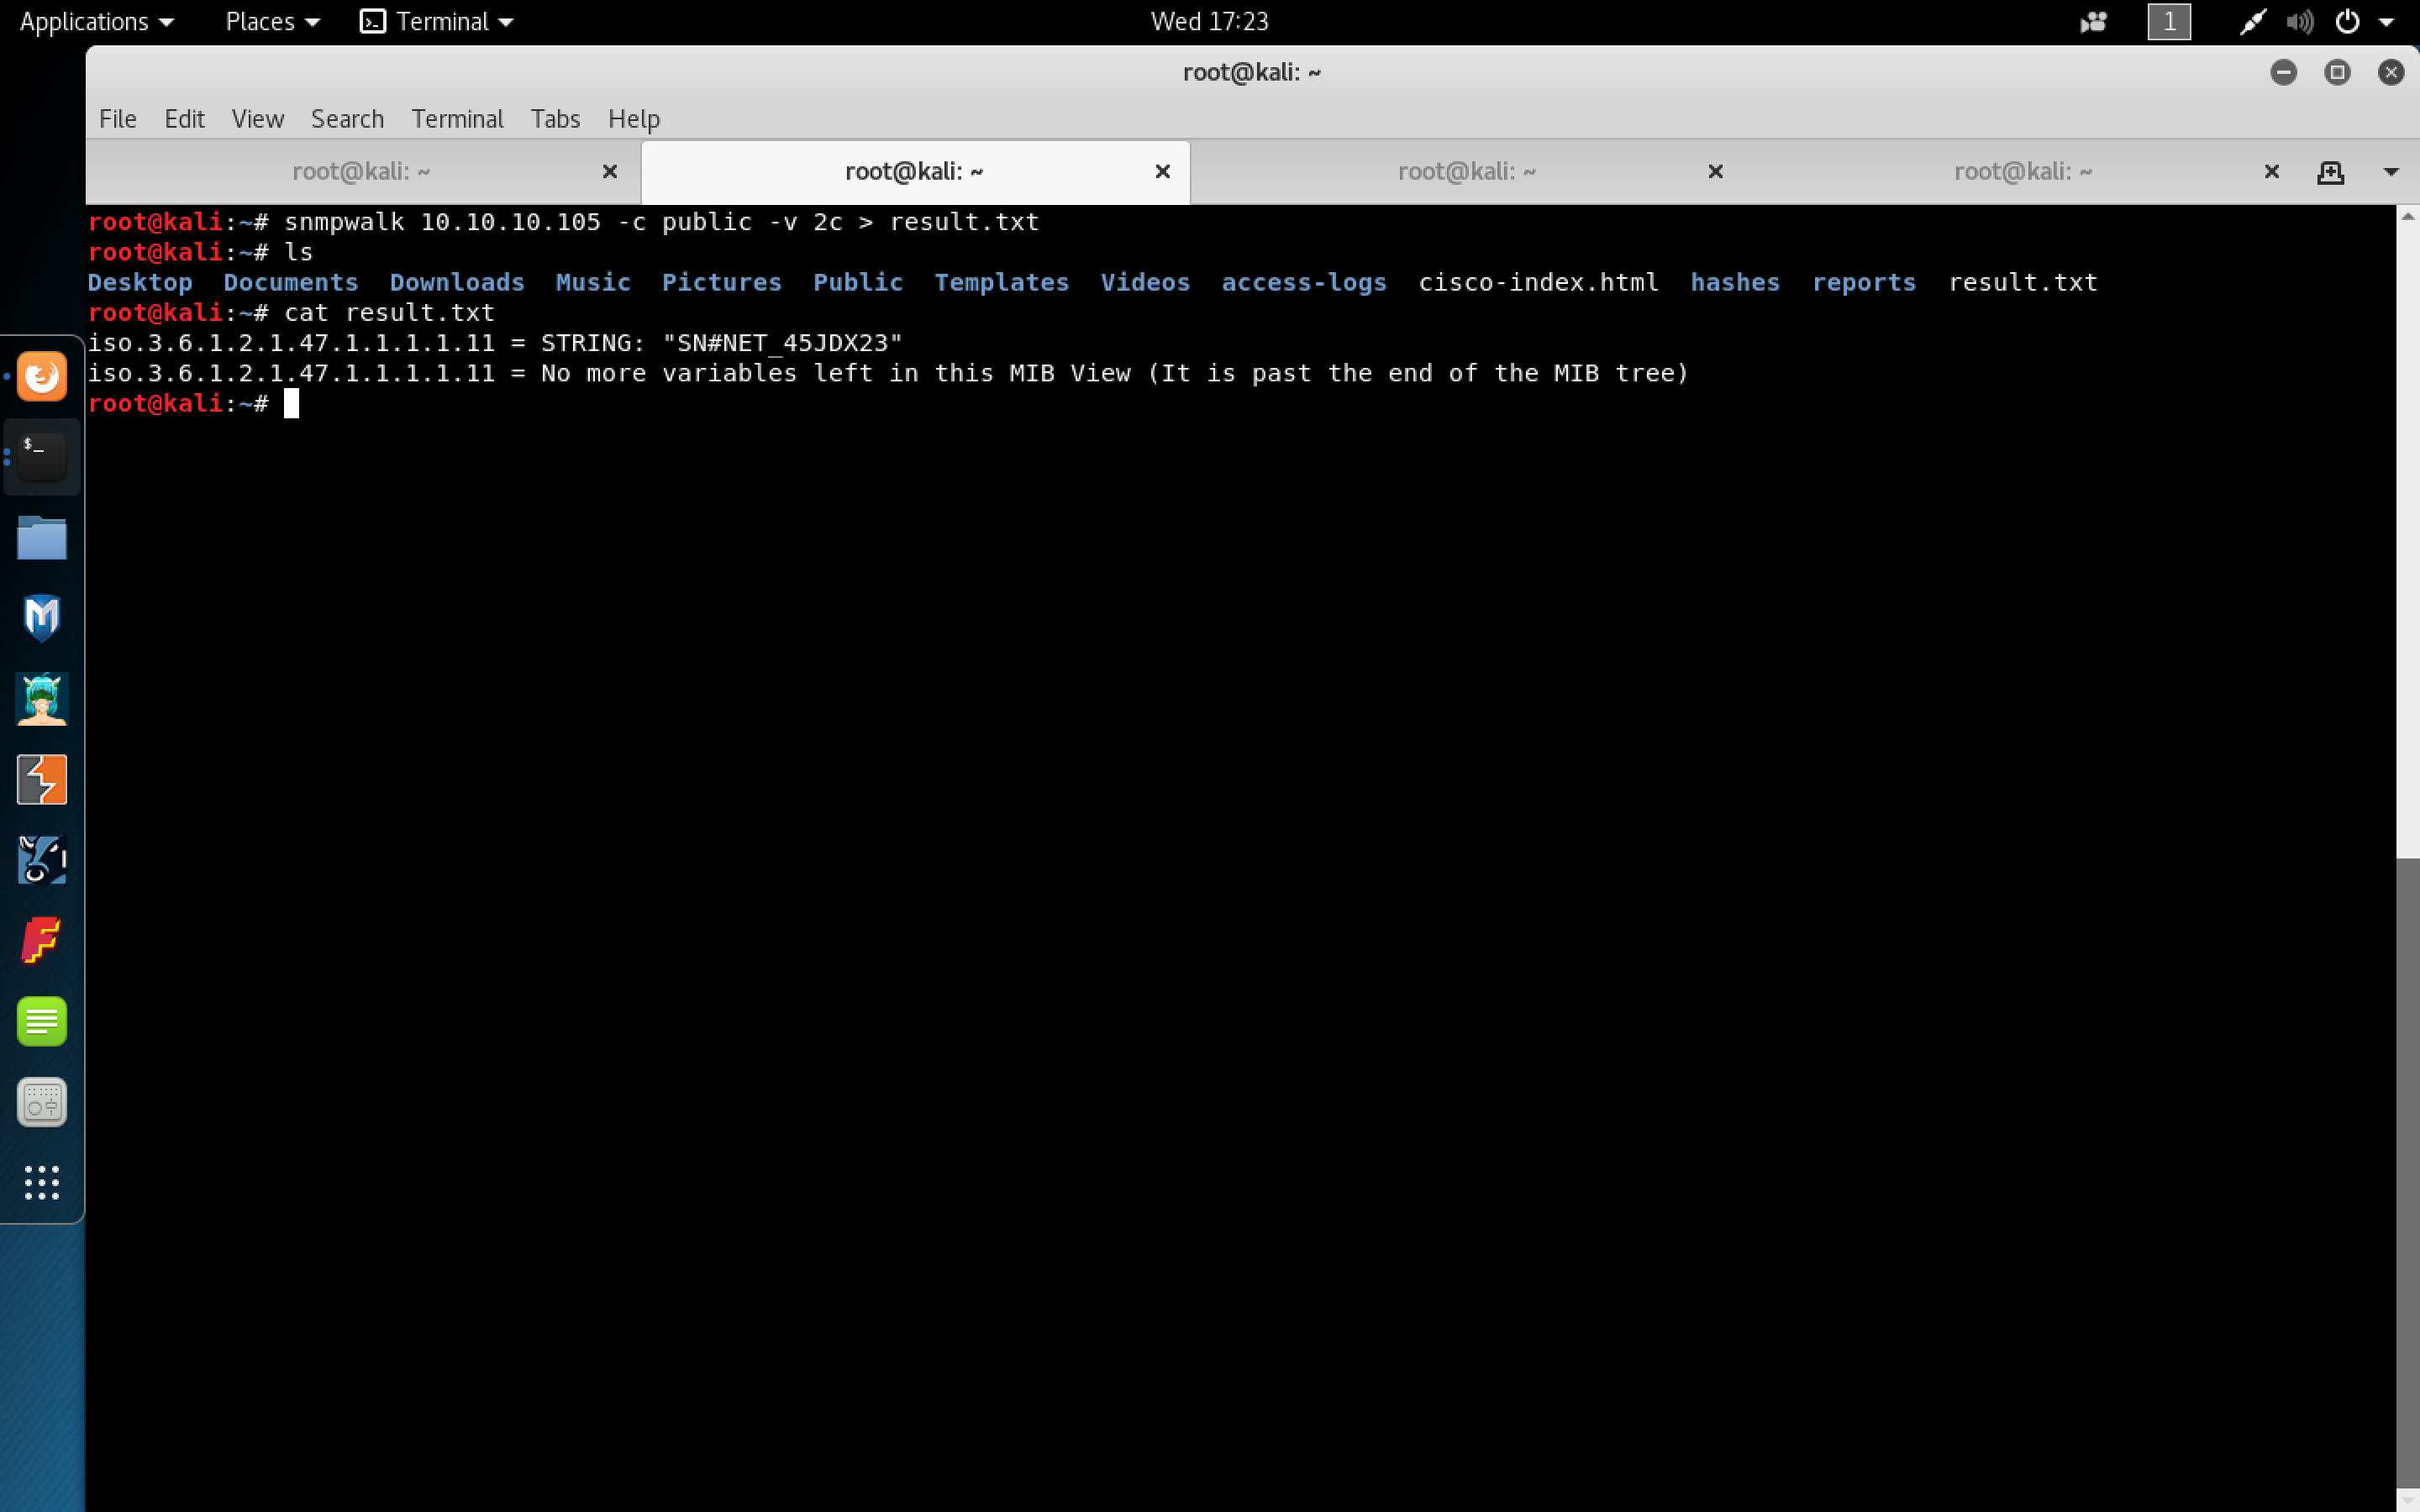 Applications Places Terminal Wed 17:23 1
root@kali: ~
File Edit View Search Terminal Tabs Help
root@kali: ~ root@kali: ~ root@kali: ~ root@kali: ~
root@kali:~# snmpwalk 10.10.10.105 -c public -v 2c > result.txt
root@kali:~# ls
Desktop Documents Downloads Music Pictures Public Templates Videos access-logs cisco-index.html hashes reports result.txt
root@kali:~# cat result.txt
iso.3.6.1.2.1.47.1.1.1.1.11 = STRING: "SN#NET_45JDX23"
iso.3.6.1.2.1.47.1.1.1.1.11 = No more variables left in this MIB View (It is past the end of the MIB tree)
root@kali:~#